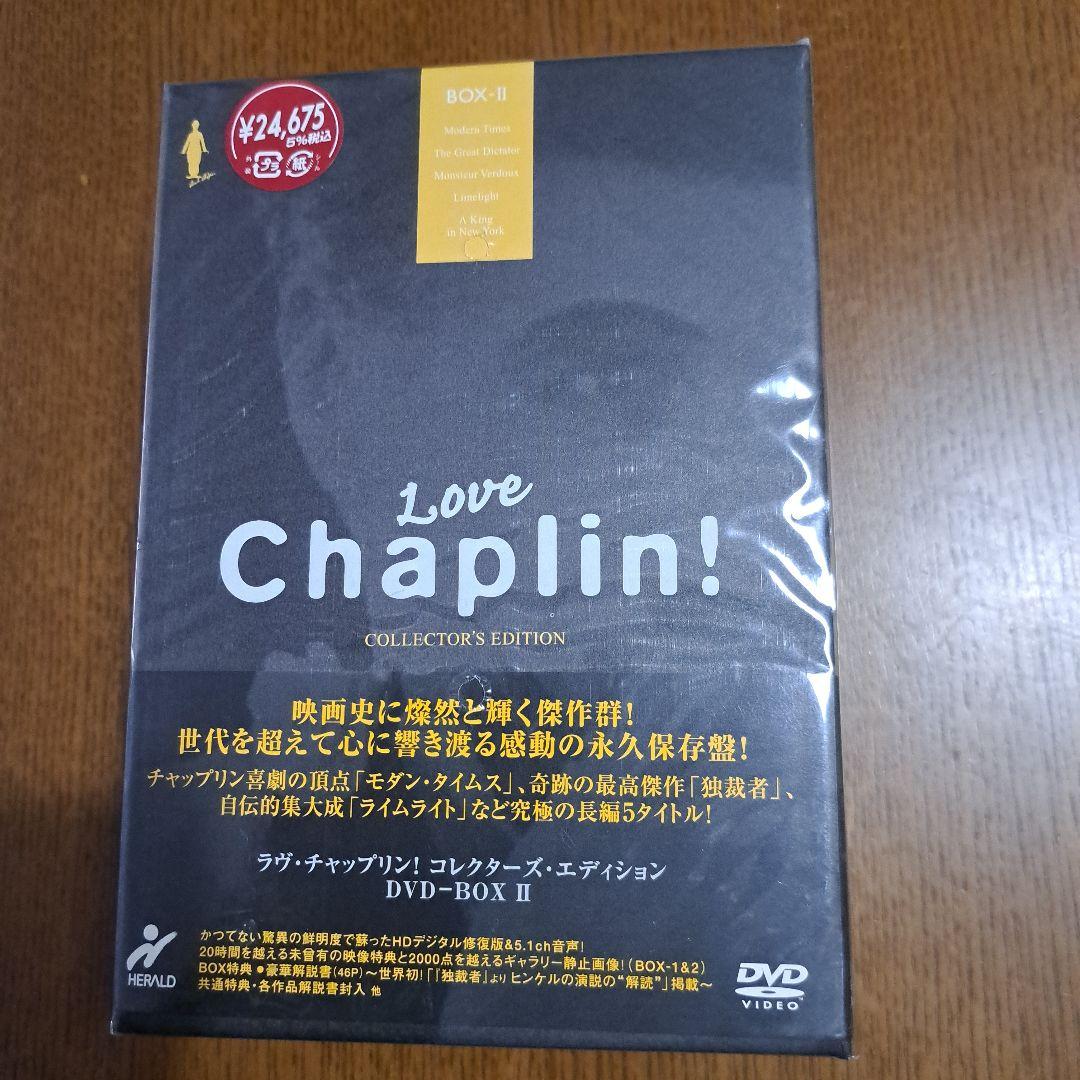 ¥24,675
5%税込
外装
プラ
紙
シール
BOX-II
Modern Times
The Great Dictator
Monsieur Verdoux
Limelight
A King
in New York
Love
Chaplin!
COLLECTOR'S EDITION
映画史に燦然と輝く傑作群!
世代を超えて心に響き渡る感動の永久保存盤!
チャップリン喜劇の頂点「モダン・タイムス」、奇跡の最高傑作「独裁者」、
自伝的集大成「ライムライト」など究極の長編5タイトル!
ラヴ・チャップリン! コレクターズ・エディション
DVD-BOX II
かつてない驚異の鮮明度で蘇ったHDデジタル修復版&5.1ch音声!
20時間を越える未曾有の映像特典と2000点を越えるギャラリー静止画像!(BOX-1&2)
BOX特典●豪華解説書(46P)～世界初!「『独裁者』より ヒンケルの演説の"解読"」掲載～
共通特典・各作品解説書封入 他
HERALD
DVD
VIDEO